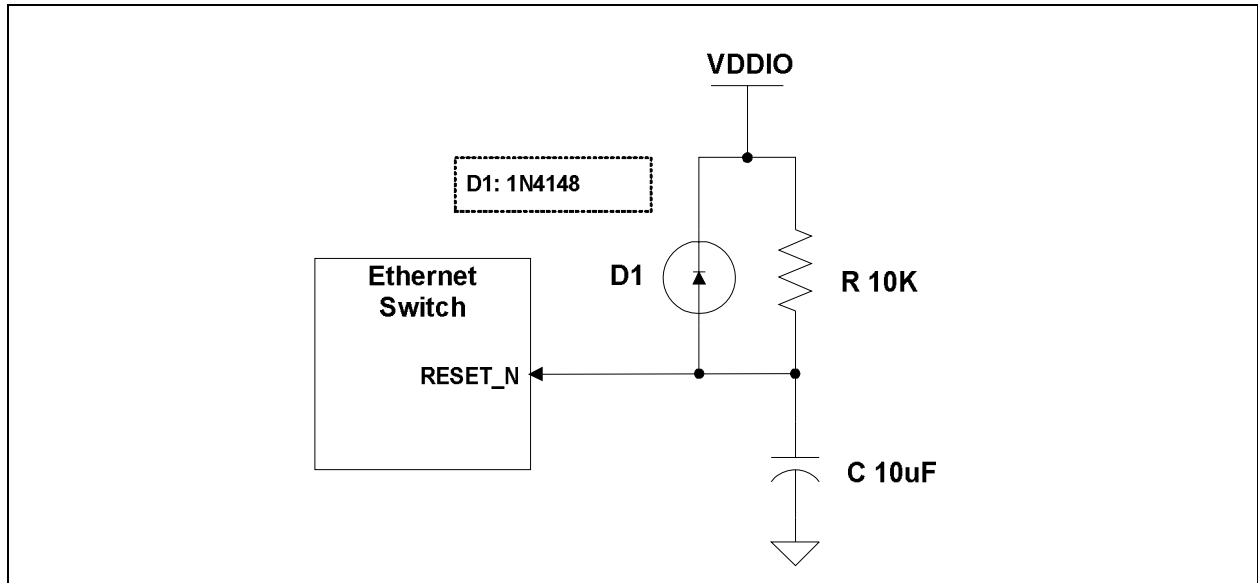 VDDIO
D1: 1N4148
D1
R 10K
Ethernet
Switch
RESET_N
C 10uF